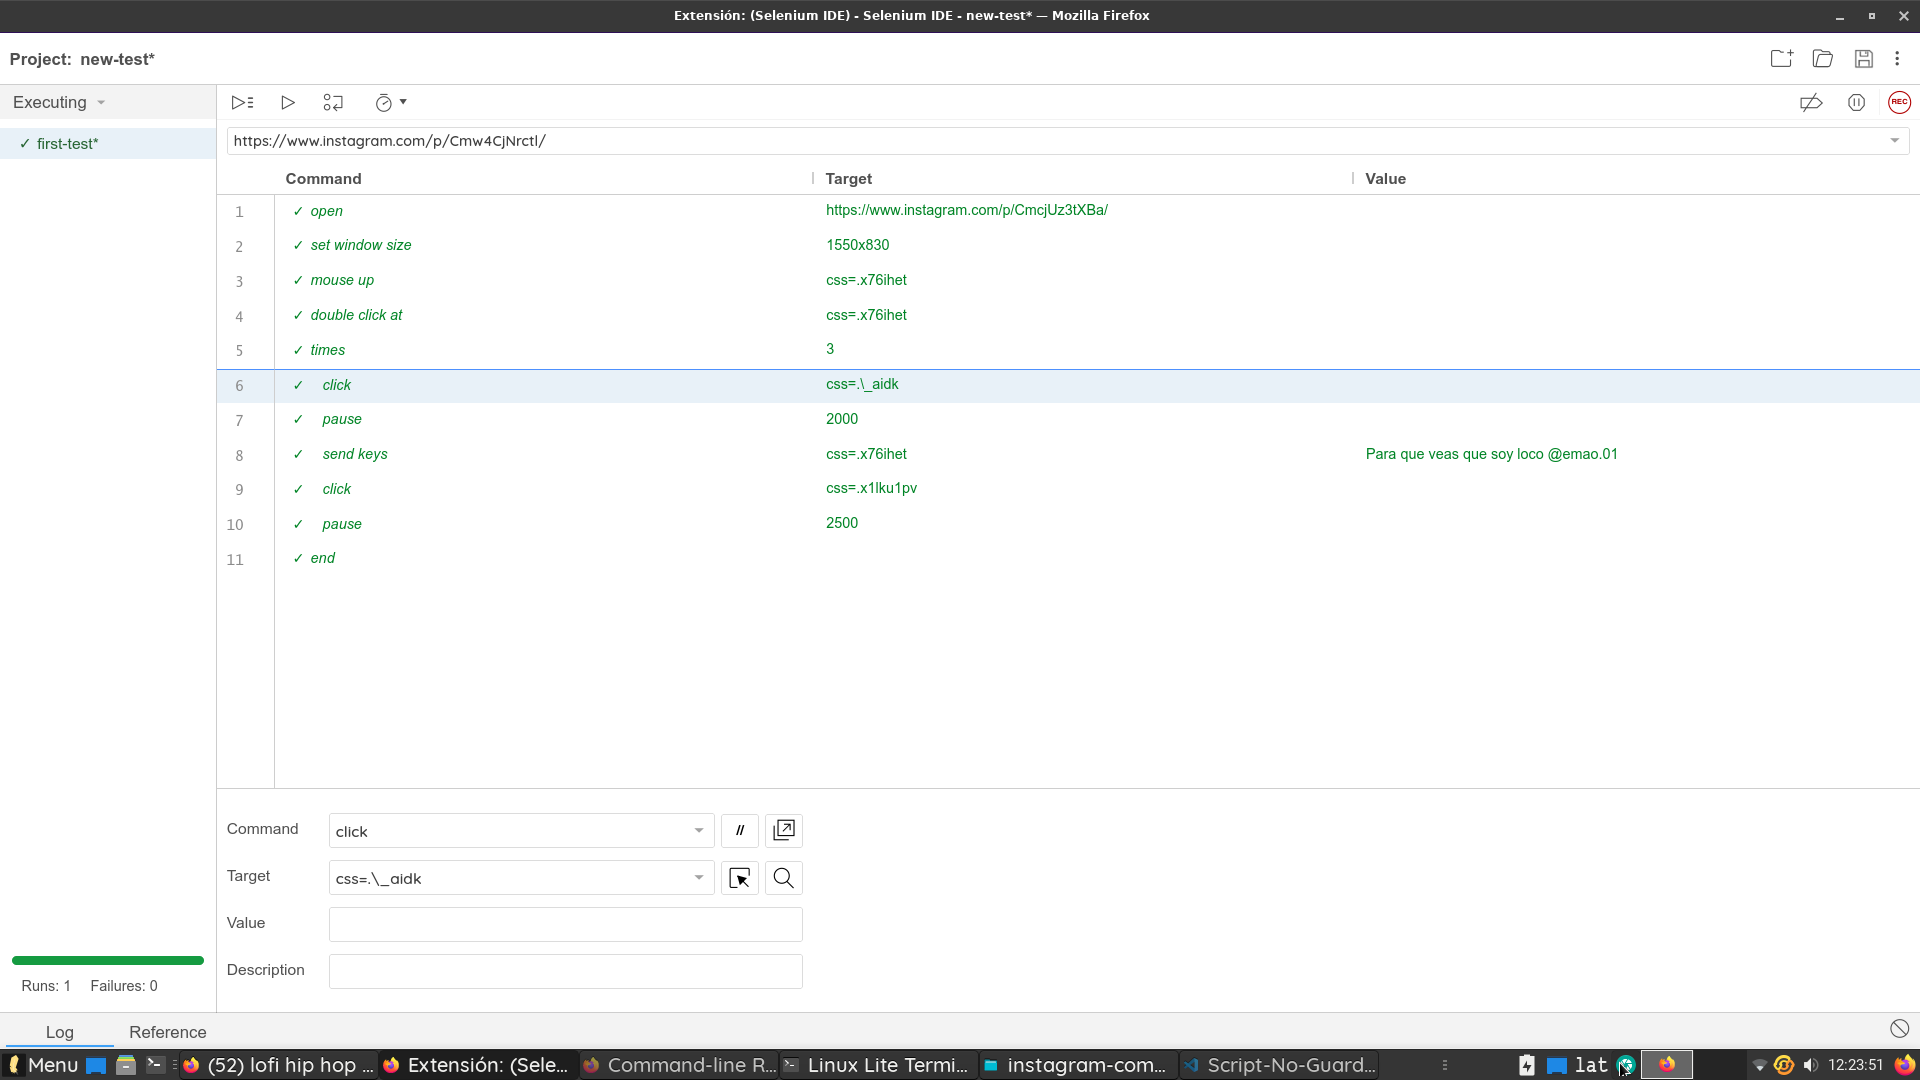 Extensión: (Selenium IDE) - Selenium IDE - new-test* — Mozilla Firefox
Project: new-test*
Executing
REC
✓ first-test*
https://www.instagram.com/p/Cmw4CjNrctl/
Command Target Value
1 ✓ open https://www.instagram.com/p/CmcjUz3tXBa/
2 ✓ set window size 1550x830
3 ✓ mouse up css=.x76ihet
4 ✓ double click at css=.x76ihet
5 ✓ times 3
6 ✓ click css=.\_aidk
7 ✓ pause 2000
8 ✓ send keys css=.x76ihet Para que veas que soy loco @emao.01
9 ✓ click css=.x1lku1pv
10 ✓ pause 2500
11 ✓ end
Command click //
Target css=.\_aidk
Value
Description
Runs: 1 Failures: 0
Log Reference
Menu (52) lofi hip hop ... Extensión: (Sele... Command-line R... Linux Lite Termi... instagram-com... Script-No-Guard... lat 12:23:51